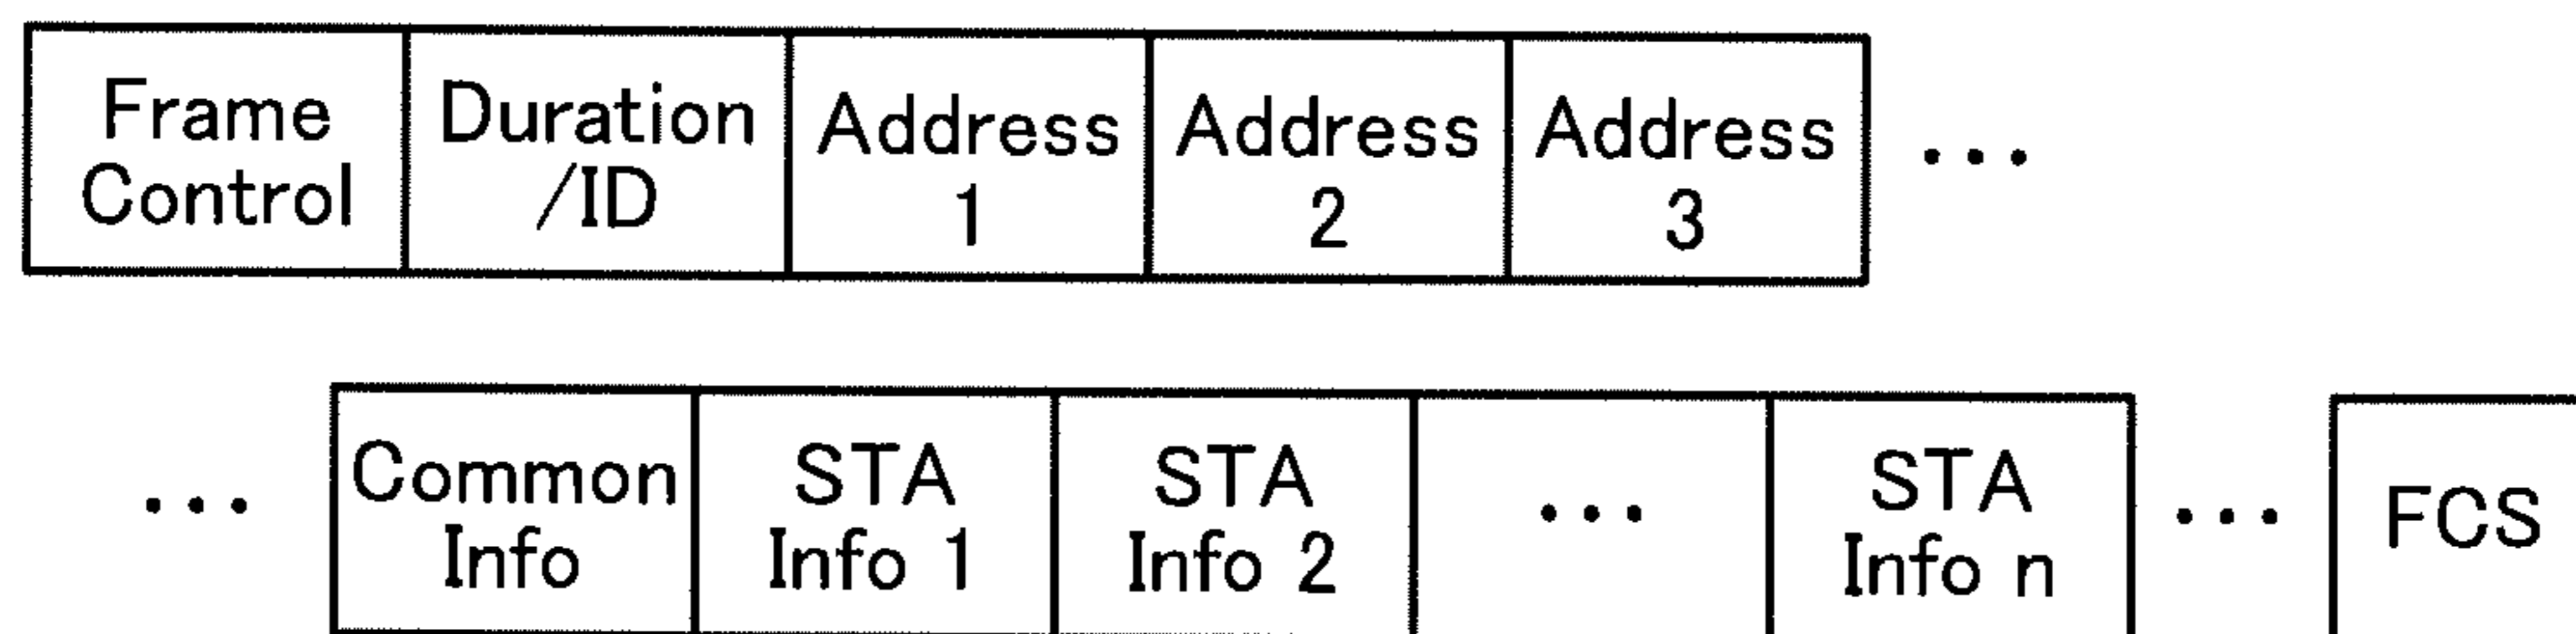 Frame Control
Duration /ID
Address 1
Address 2
Address 3
...
...
Common Info
STA Info 1
STA Info 2
...
STA Info n
...
FCS